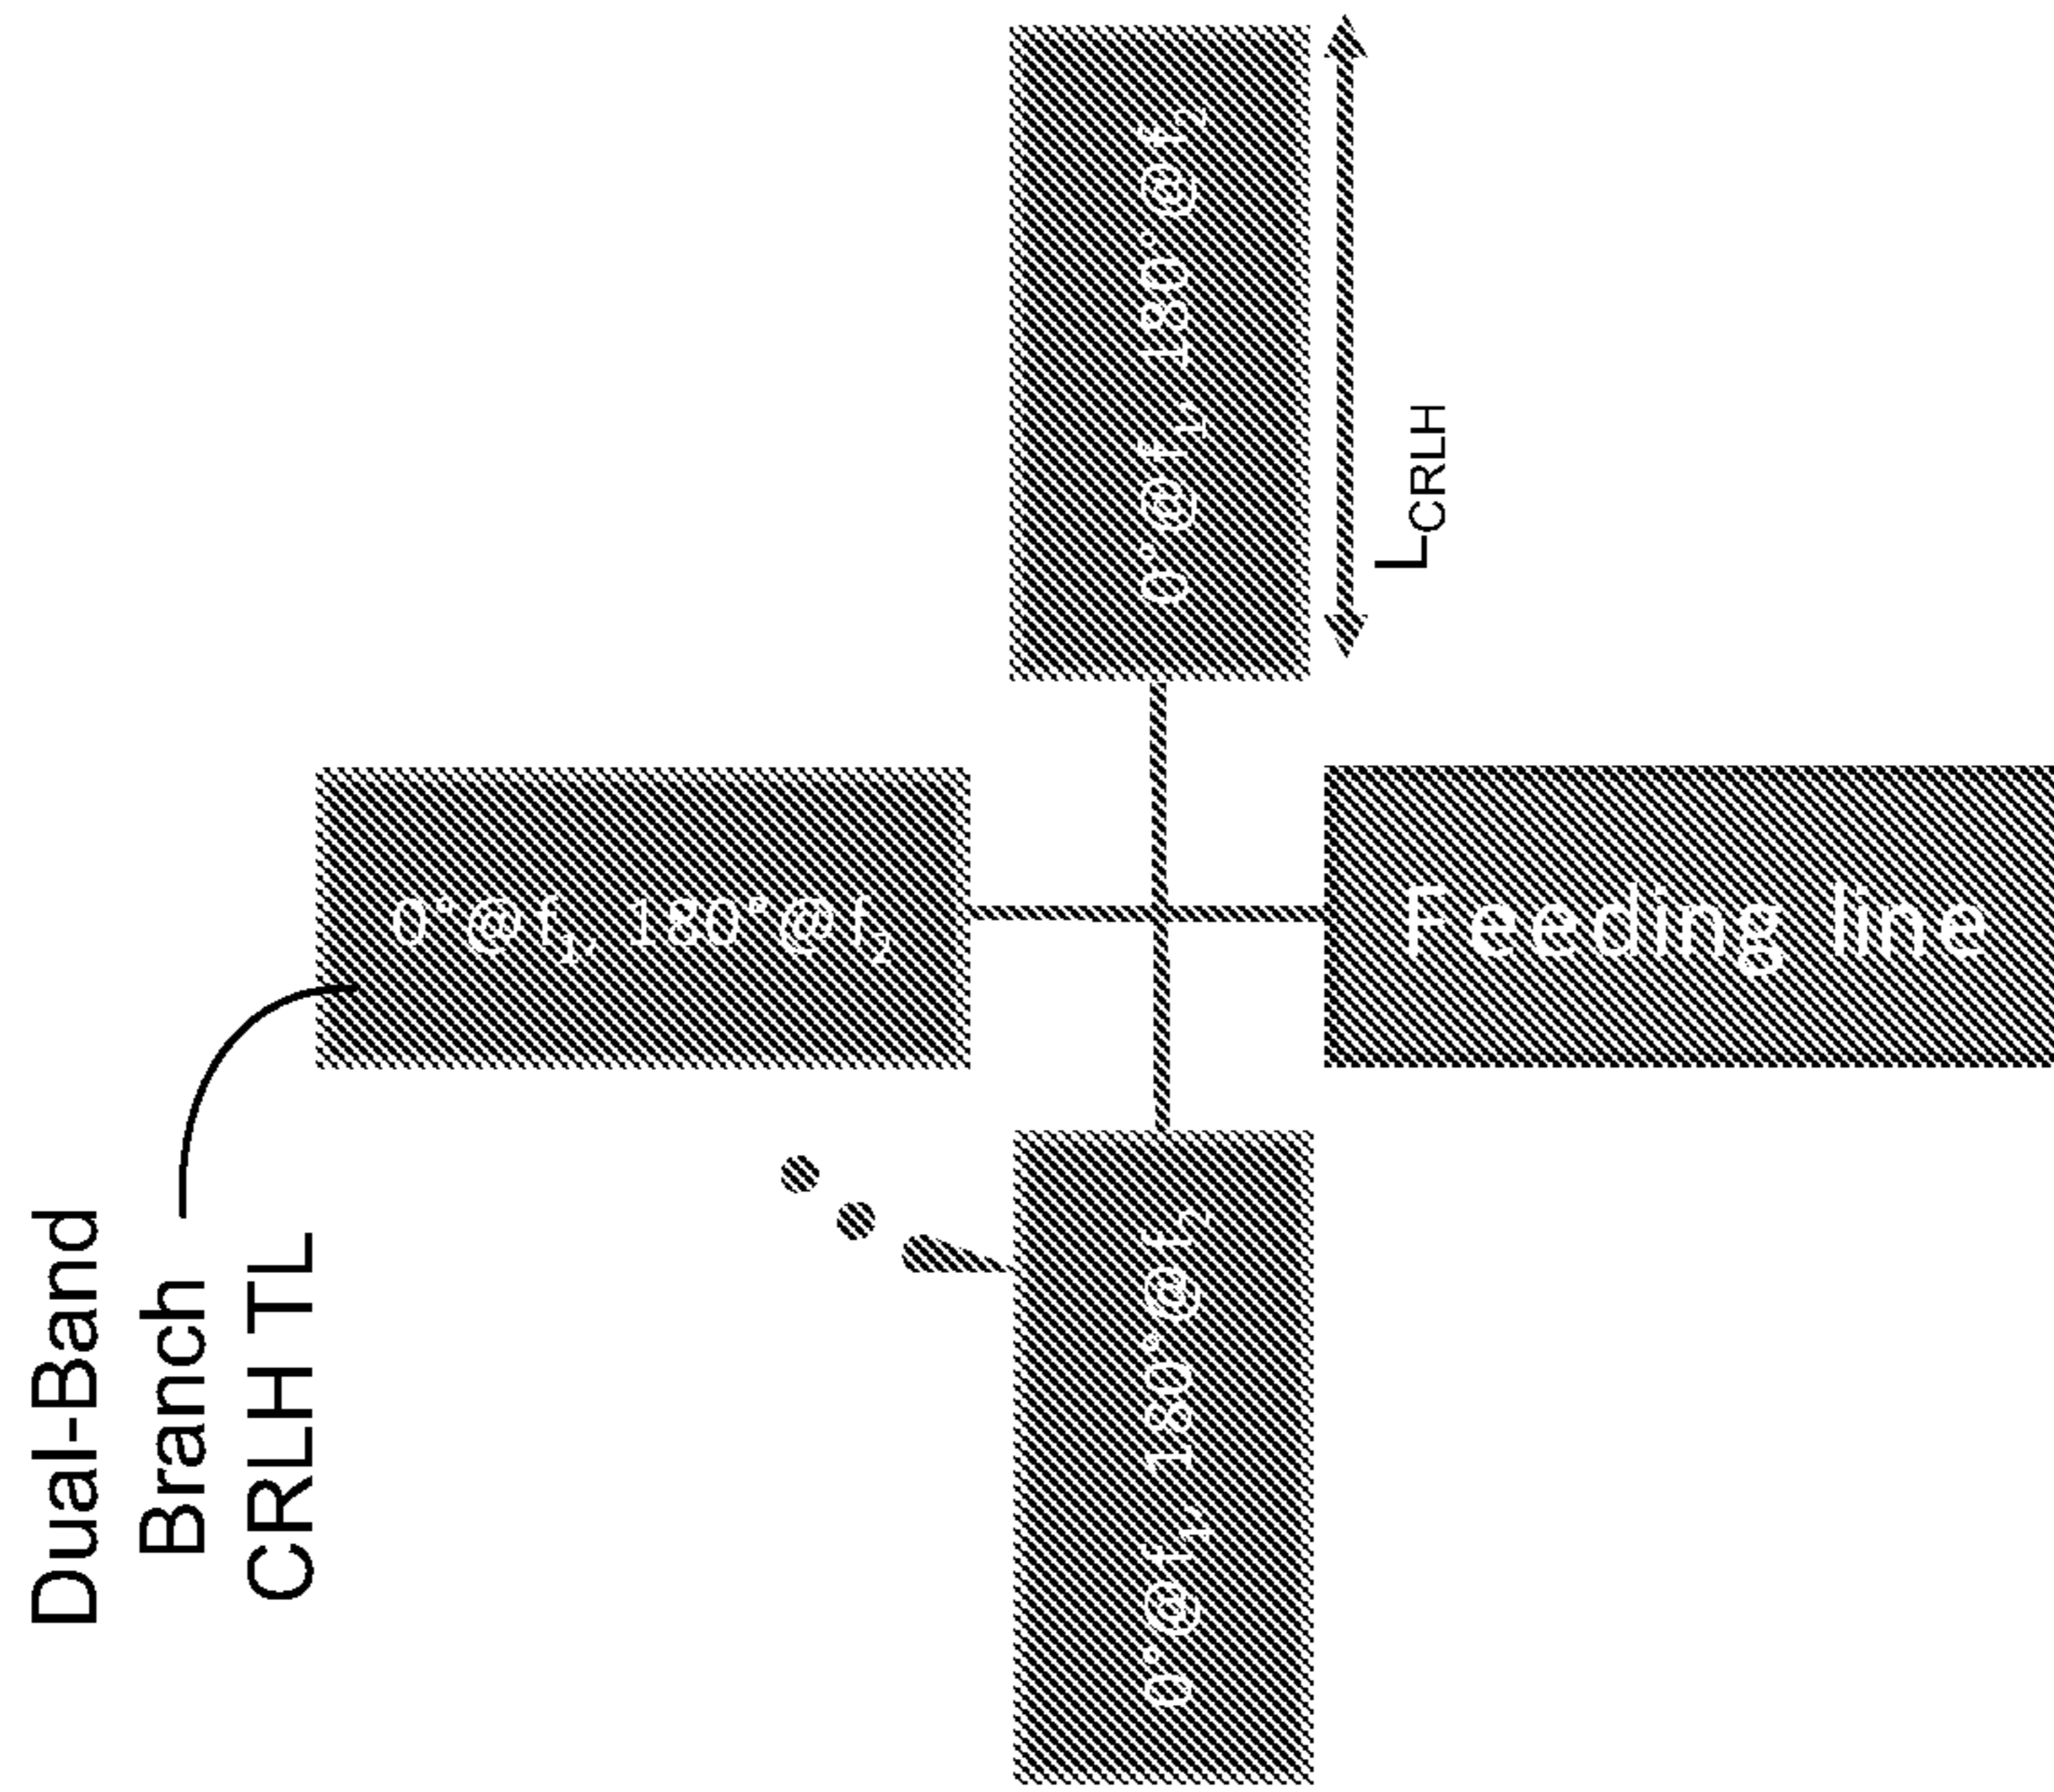 Dual-Band
Branch
CRLH TL
0°@f₁, 180°@f₂
0°@f₁, 180°@f₂
L_CRLH
Feeding line
0°@f₁, 180°@f₂